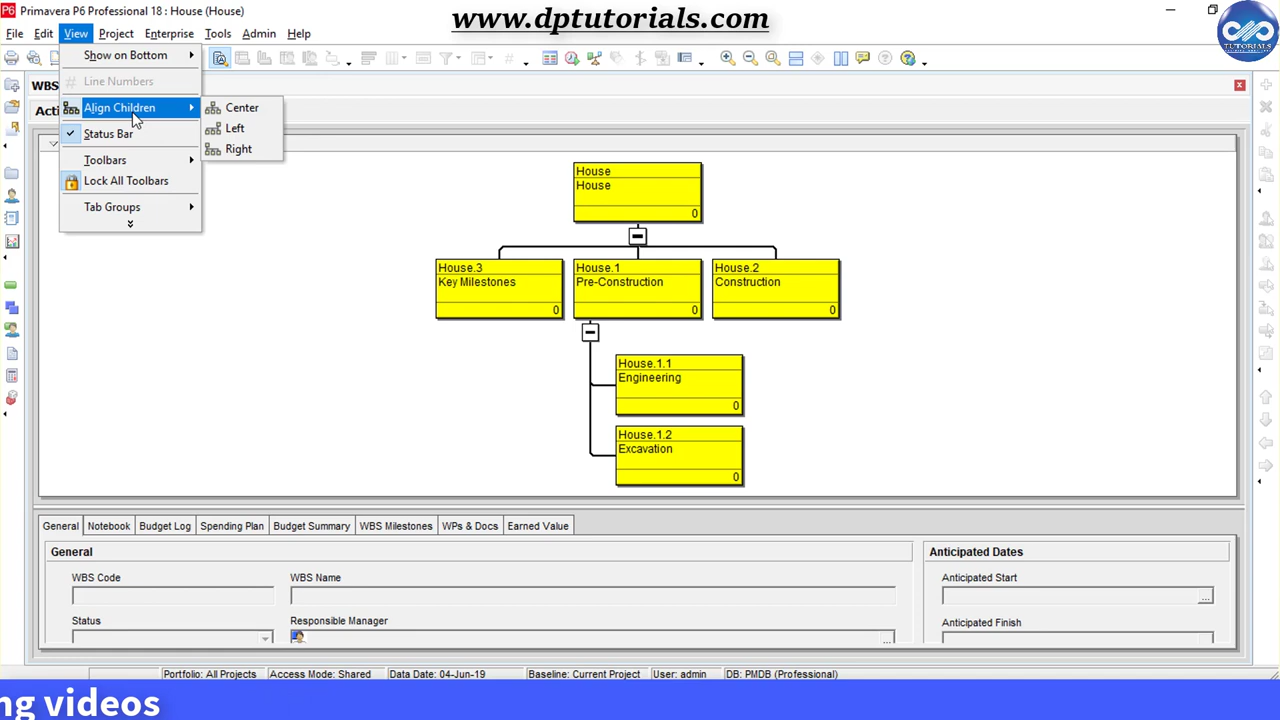 Primavera P6 Professional 18 : House (House)
www.dptutorials.com
TUTORIALS
File Edit View Project Enterprise Tools Admin Help
Show on Bottom
Line Numbers
Align Children
Center
Left
Right
Status Bar
Toolbars
Lock All Toolbars
Tab Groups
WBS
Acti
House
House
0
House.3
Key Milestones
0
House.1
Pre-Construction
0
House.2
Construction
0
House.1.1
Engineering
0
House.1.2
Excavation
0
General Notebook Budget Log Spending Plan Budget Summary WBS Milestones WPs & Docs Earned Value
General
Anticipated Dates
WBS Code
WBS Name
Anticipated Start
Status
Responsible Manager
Anticipated Finish
Portfolio: All Projects Access Mode: Shared Data Date: 04-Jun-19 Baseline: Current Project User: admin DB: PMDB (Professional)
ng videos